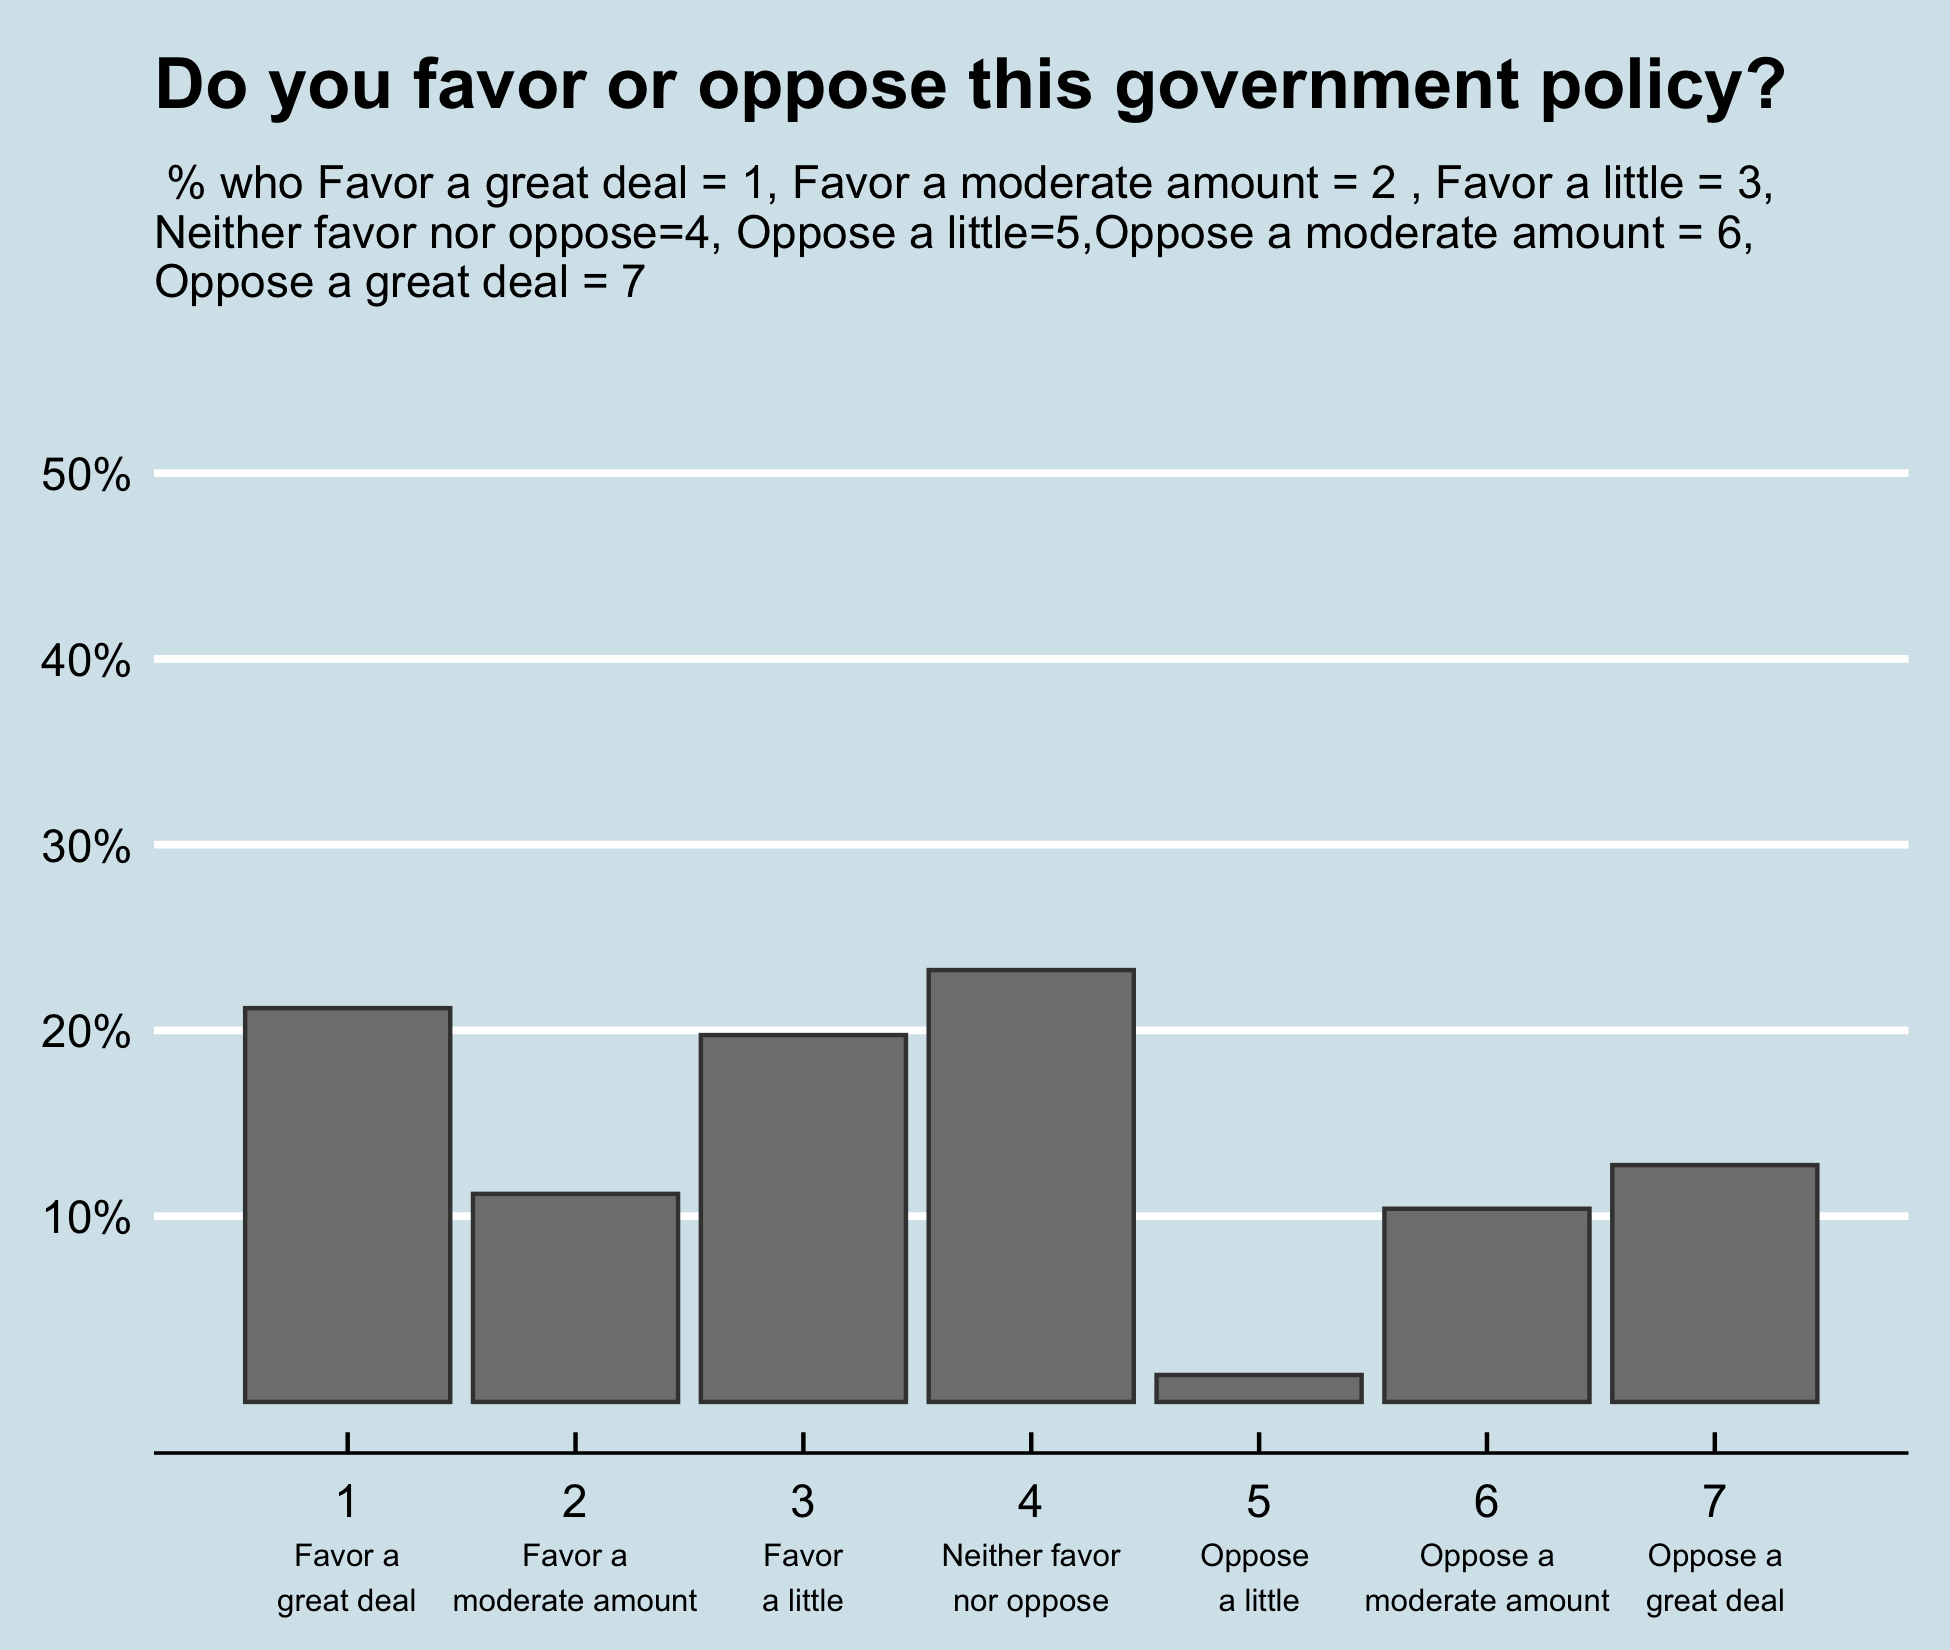 Do you favor or oppose this government policy?
% who Favor a great deal = 1, Favor a moderate amount = 2 , Favor a little = 3,
Neither favor nor oppose=4, Oppose a little=5,Oppose a moderate amount = 6,
Oppose a great deal = 7
50%
40%
30%
20%
10%
1 2 3 4 5 6 7
Favor a Favor a Favor Neither favor Oppose Oppose a Oppose a
great deal moderate amount a little nor oppose a little moderate amount great deal